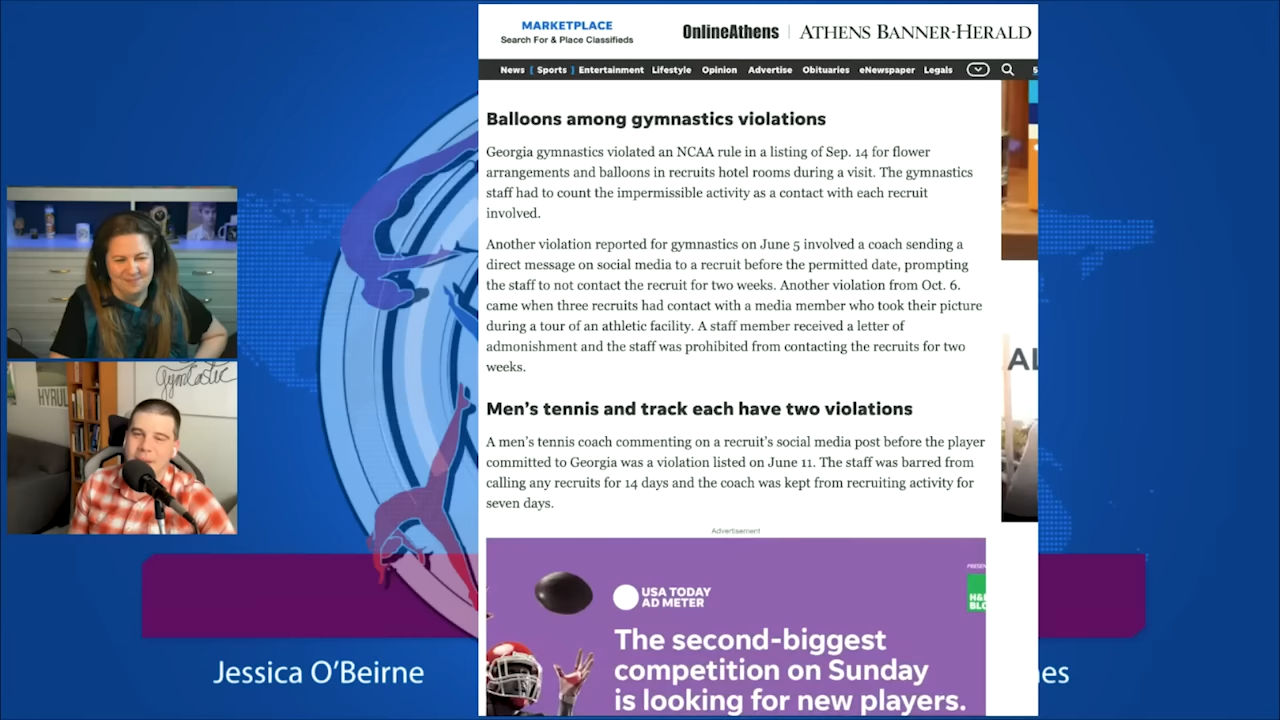 MARKETPLACE
Search For & Place Classifieds
OnlineAthens
ATHENS BANNER-HERALD
News Sports Entertainment Lifestyle Opinion Advertise Obituaries eNewspaper Legals
Balloons among gymnastics violations
Georgia gymnastics violated an NCAA rule in a listing of Sep. 14 for flower
arrangements and balloons in recruits hotel rooms during a visit. The gymnastics
staff had to count the impermissible activity as a contact with each recruit
involved.
Another violation reported for gymnastics on June 5 involved a coach sending a
direct message on social media to a recruit before the permitted date, prompting
the staff to not contact the recruit for two weeks. Another violation from Oct. 6.
came when three recruits had contact with a media member who took their picture
during a tour of an athletic facility. A staff member received a letter of
admonishment and the staff was prohibited from contacting the recruits for two
weeks.
Men's tennis and track each have two violations
A men's tennis coach commenting on a recruit's social media post before the player
committed to Georgia was a violation listed on June 11. The staff was barred from
calling any recruits for 14 days and the coach was kept from recruiting activity for
seven days.
Advertisement
USA TODAY
AD METER
PRESEN
H&
BLO
The second-biggest
competition on Sunday
is looking for new players.
AL
HYRUL
gymtastic
Jessica O'Beirne
nes